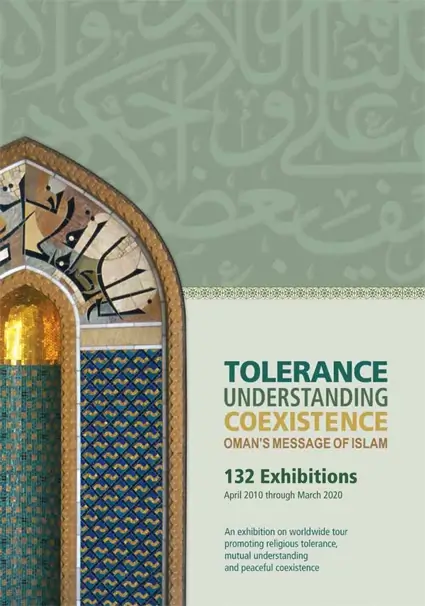 TOLERANCE
UNDERSTANDING
COEXISTENCE
OMAN'S MESSAGE OF ISLAM
132 Exhibitions
April 2010 through March 2020
An exhibition on worldwide tour
promoting religious tolerance,
mutual understanding
and peaceful coexistence